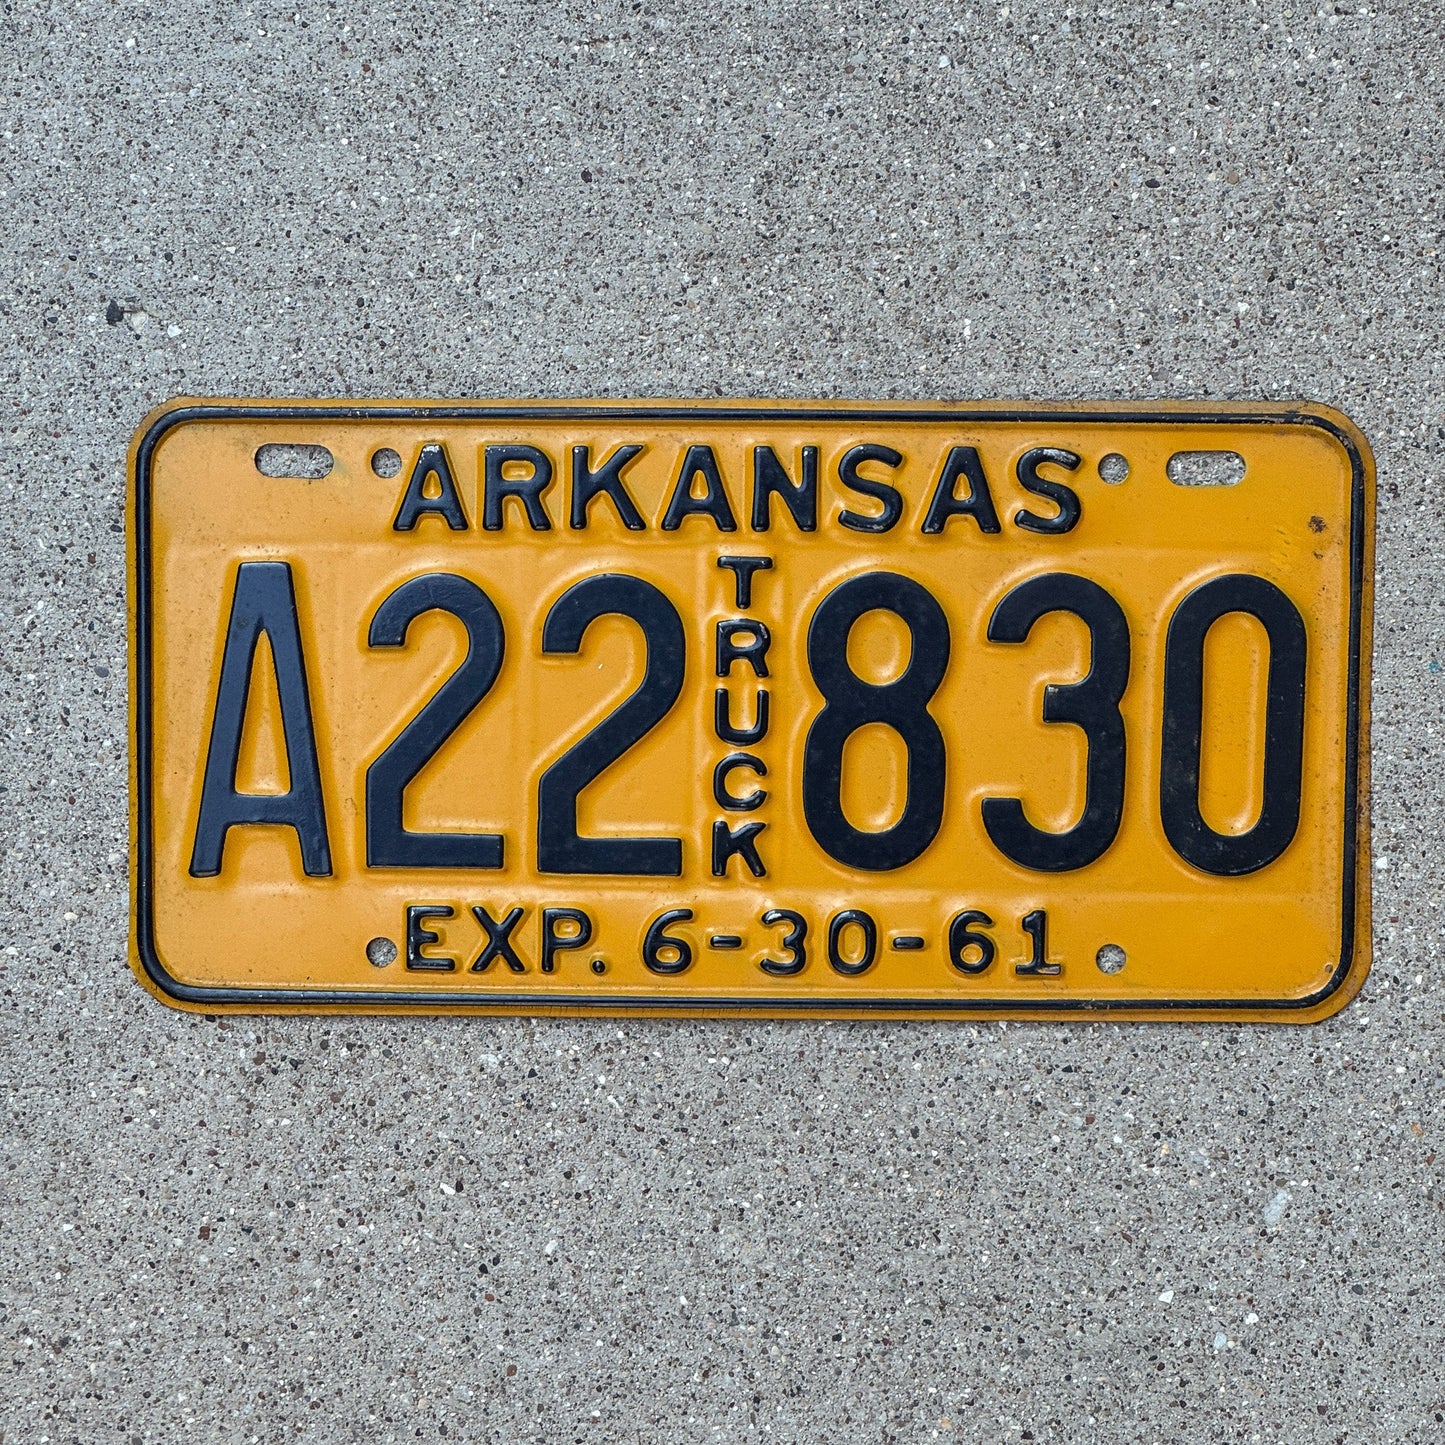 ARKANSAS
A22 TRUCK 830
EXP. 6-30-61